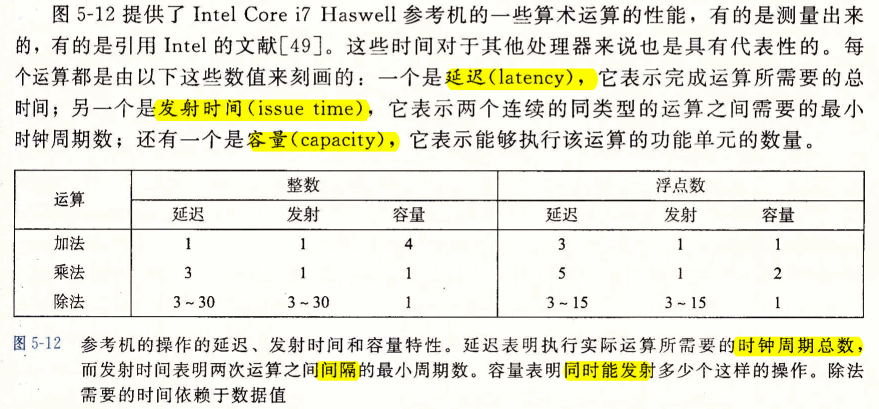 图 5-12 提供了 Intel Core i7 Haswell 参考机的一些算术运算的性能，有的是测量出来
的，有的是引用 Intel 的文献[49]。这些时间对于其他处理器来说也是具有代表性的。每
个运算都是由以下这些数值来刻画的：一个是延迟(latency)，它表示完成运算所需要的总
时间；另一个是发射时间(issue time)，它表示两个连续的同类型的运算之间需要的最小
时钟周期数；还有一个是容量(capacity)，它表示能够执行该运算的功能单元的数量。
运算 整数 浮点数
延迟 发射 容量 延迟 发射 容量
加法 1 1 4 3 1 1
乘法 3 1 1 5 1 2
除法 3~30 3~30 1 3~15 3~15 1
图 5-12 参考机的操作的延迟、发射时间和容量特性。延迟表明执行实际运算所需要的时钟周期总数，
而发射时间表明两次运算之间间隔的最小周期数。容量表明同时能发射多少个这样的操作。除法
需要的时间依赖于数据值